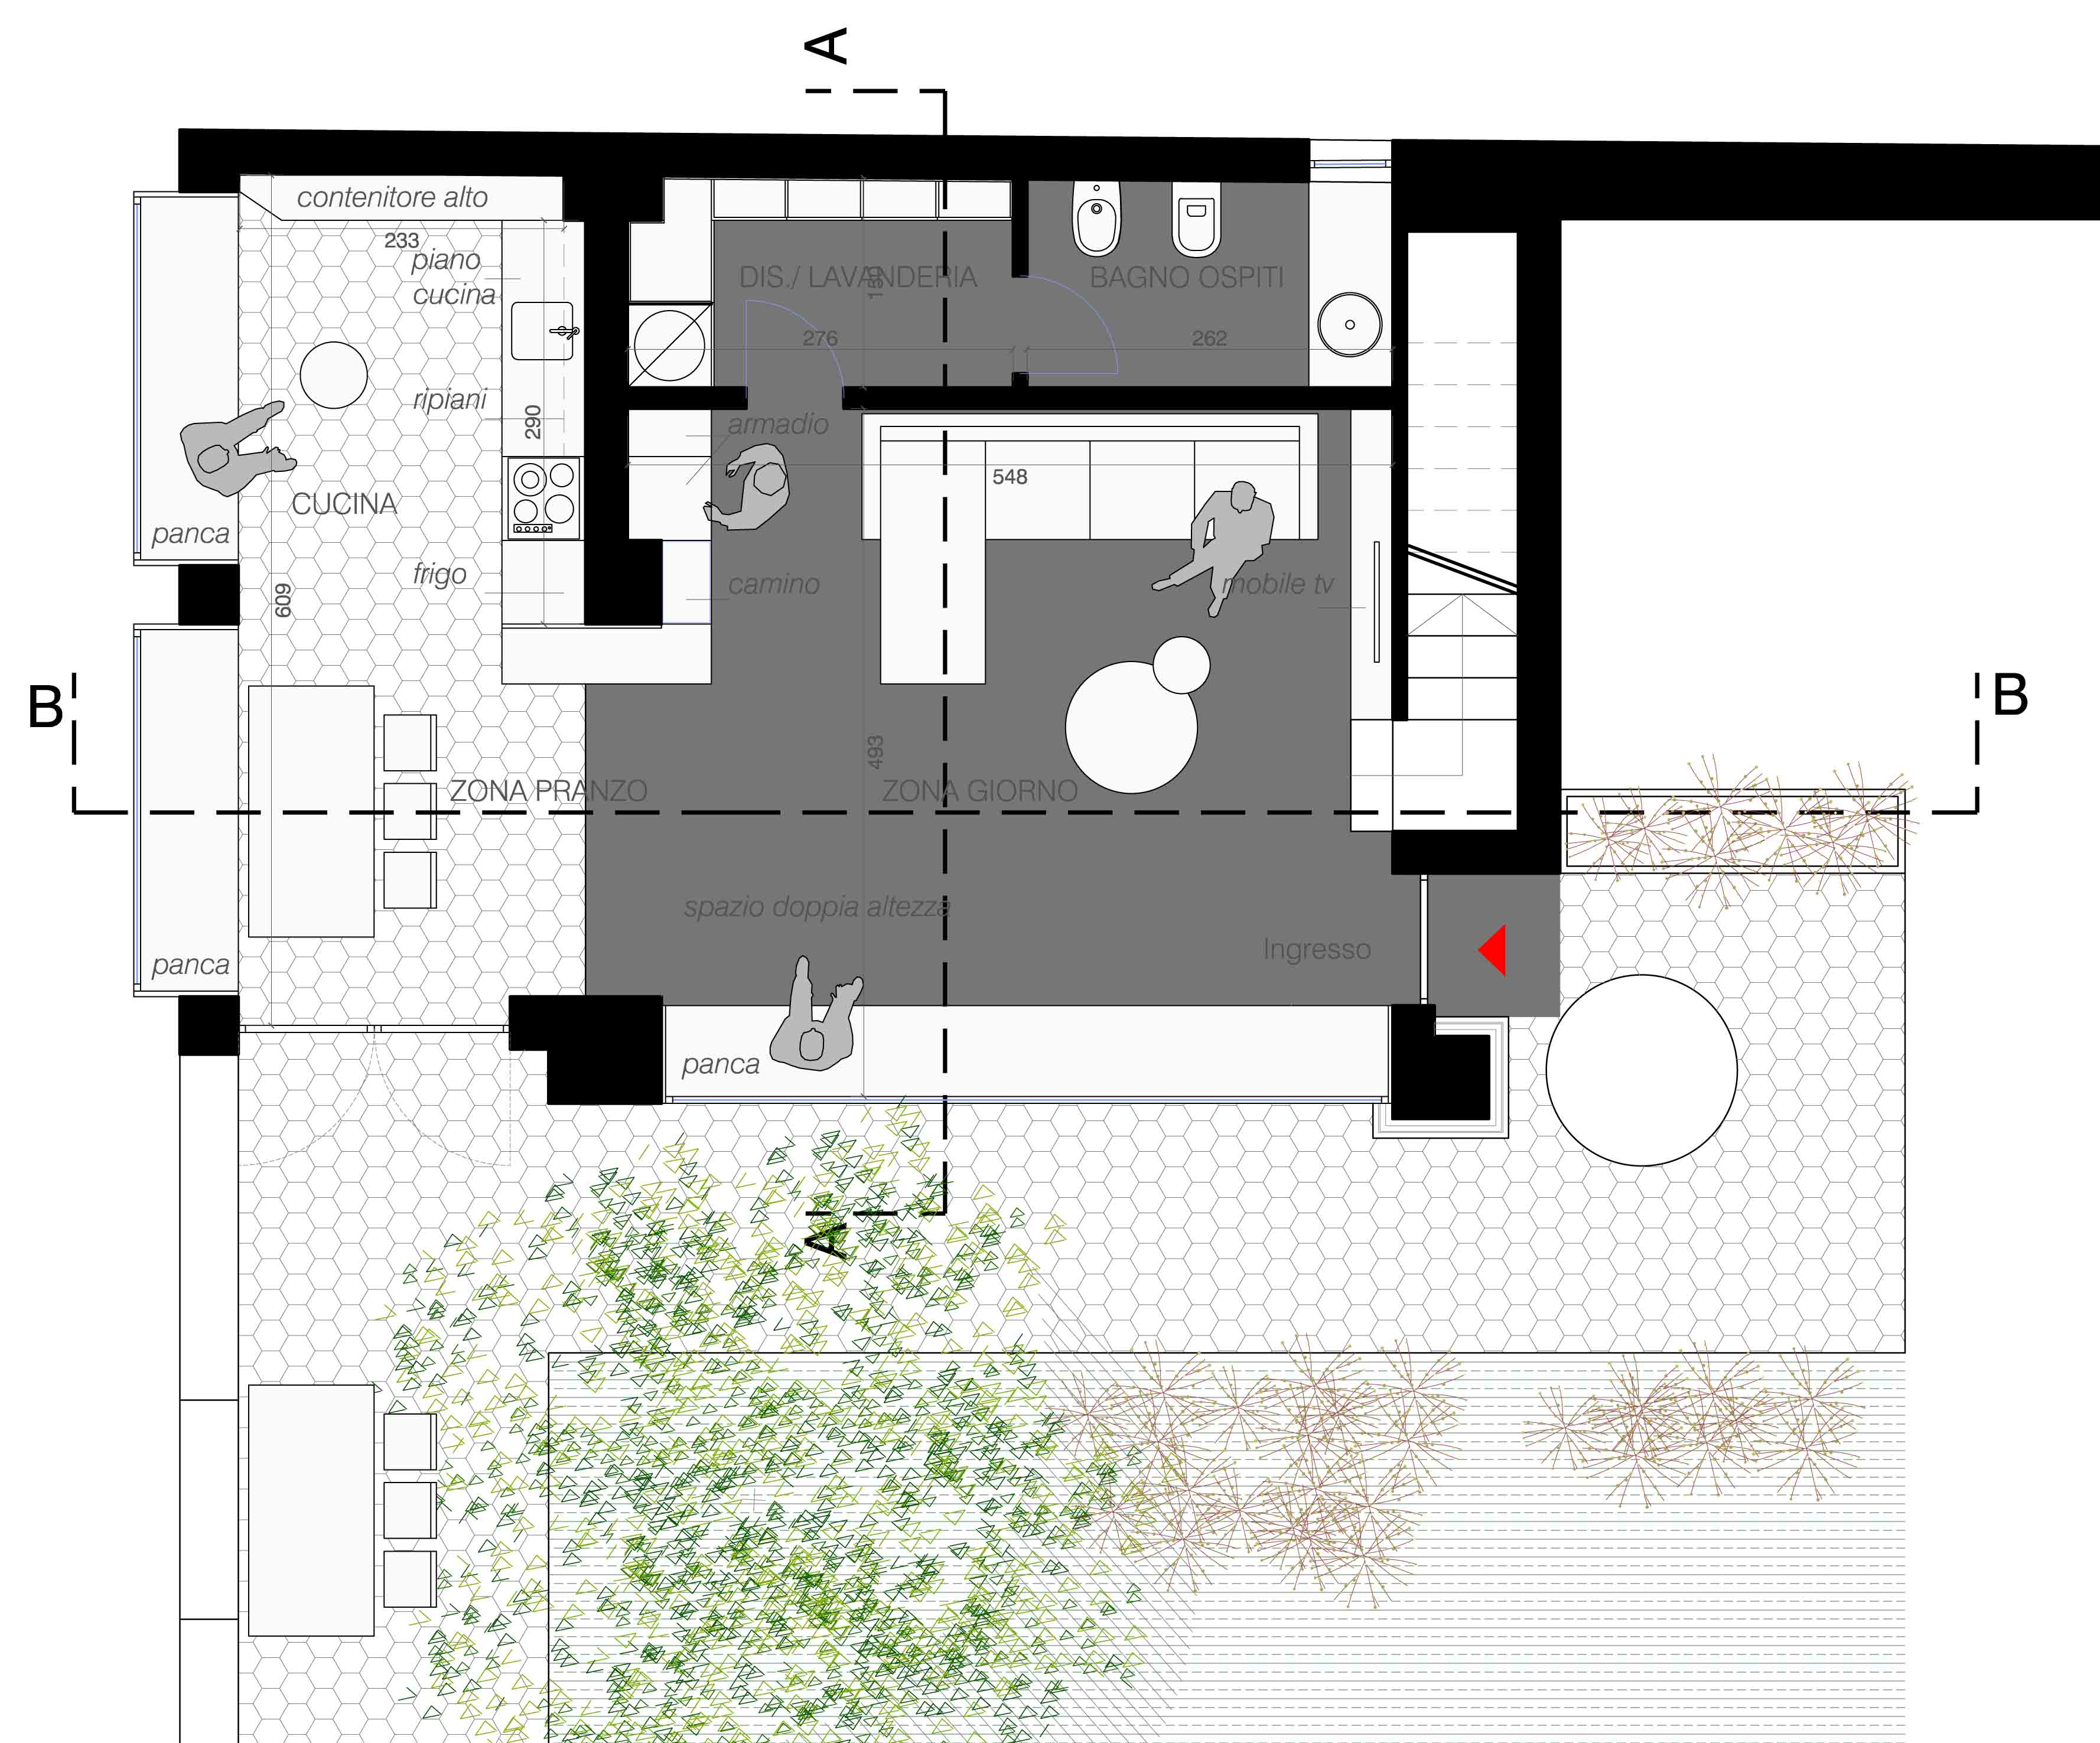 A
contenitore alto
233
piano
cucina
DIS./ LAVANDERIA
150
BAGNO OSPITI
276
262
ripiani
290
armadio
548
CUCINA
panca
frigo
609
camino
mobile tv
B
B
493
ZONA PRANZO
ZONA GIORNO
spazio doppia altezza
Ingresso
panca
panca
A